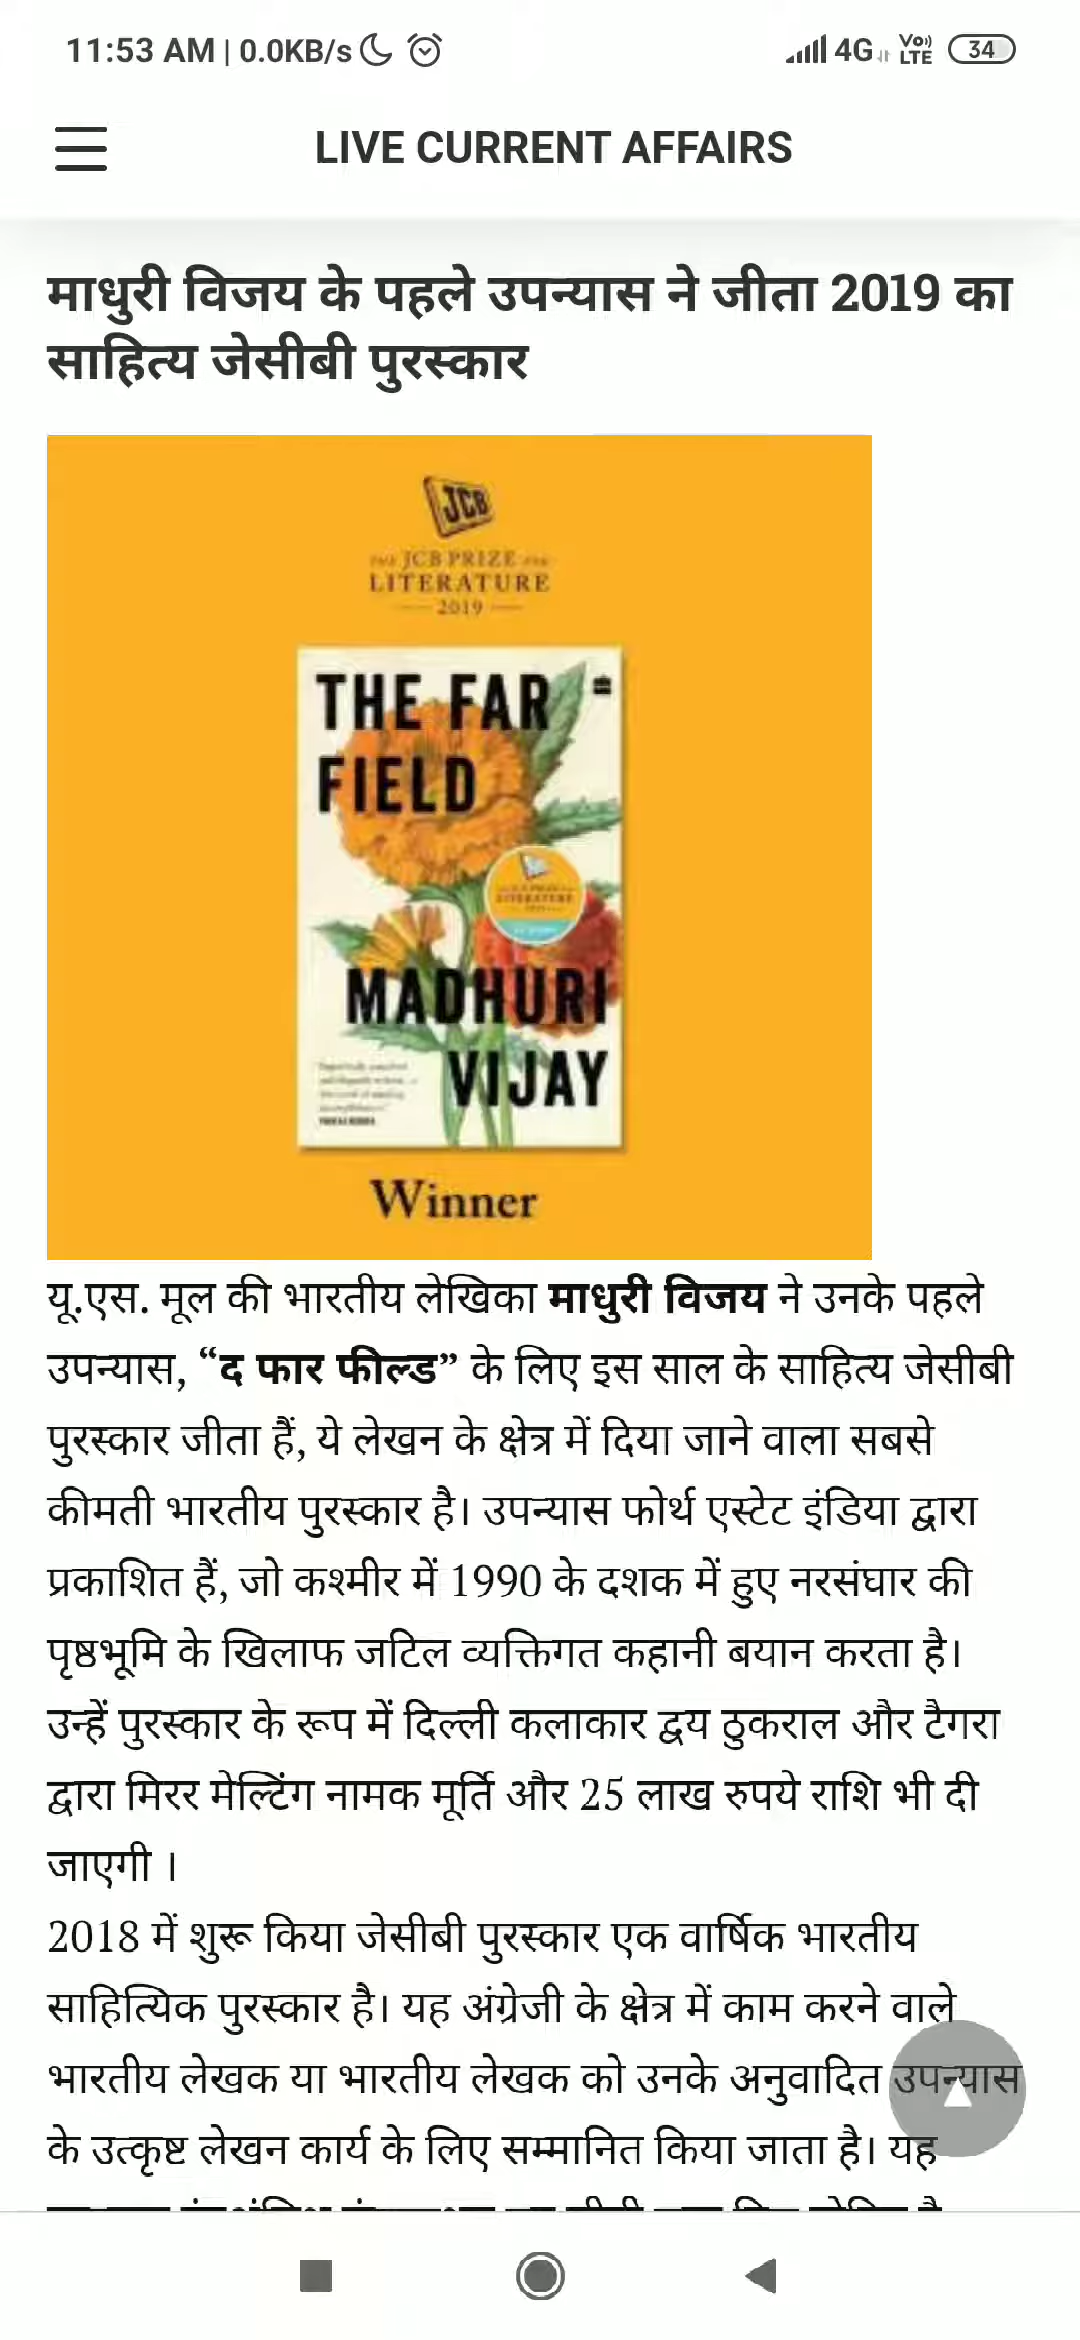 11:53 AM | 0.0KB/s
4G
Vo))
LTE
34
LIVE CURRENT AFFAIRS
माधुरी विजय के पहले उपन्यास ने जीता 2019 का
साहित्य जेसीबी पुरस्कार
JCB
THE JCB PRIZE FOR
LITERATURE
2019
THE FAR
FIELD
LITERATURE
MADHURI
VIJAY
Winner
यू.एस. मूल की भारतीय लेखिका माधुरी विजय ने उनके पहले
उपन्यास, “द फार फील्ड” के लिए इस साल के साहित्य जेसीबी
पुरस्कार जीता हैं, ये लेखन के क्षेत्र में दिया जाने वाला सबसे
कीमती भारतीय पुरस्कार है। उपन्यास फोर्थ एस्टेट इंडिया द्वारा
प्रकाशित हैं, जो कश्मीर में 1990 के दशक में हुए नरसंघार की
पृष्ठभूमि के खिलाफ जटिल व्यक्तिगत कहानी बयान करता है।
उन्हें पुरस्कार के रूप में दिल्ली कलाकार द्वय ठुकराल और टैगरा
द्वारा मिरर मेल्टिंग नामक मूर्ति और 25 लाख रुपये राशि भी दी
जाएगी ।
2018 में शुरू किया जेसीबी पुरस्कार एक वार्षिक भारतीय
साहित्यिक पुरस्कार है। यह अंग्रेजी के क्षेत्र में काम करने वाले
भारतीय लेखक या भारतीय लेखक को उनके अनुवादित उपन्यास
के उत्कृष्ट लेखन कार्य के लिए सम्मानित किया जाता है। यह